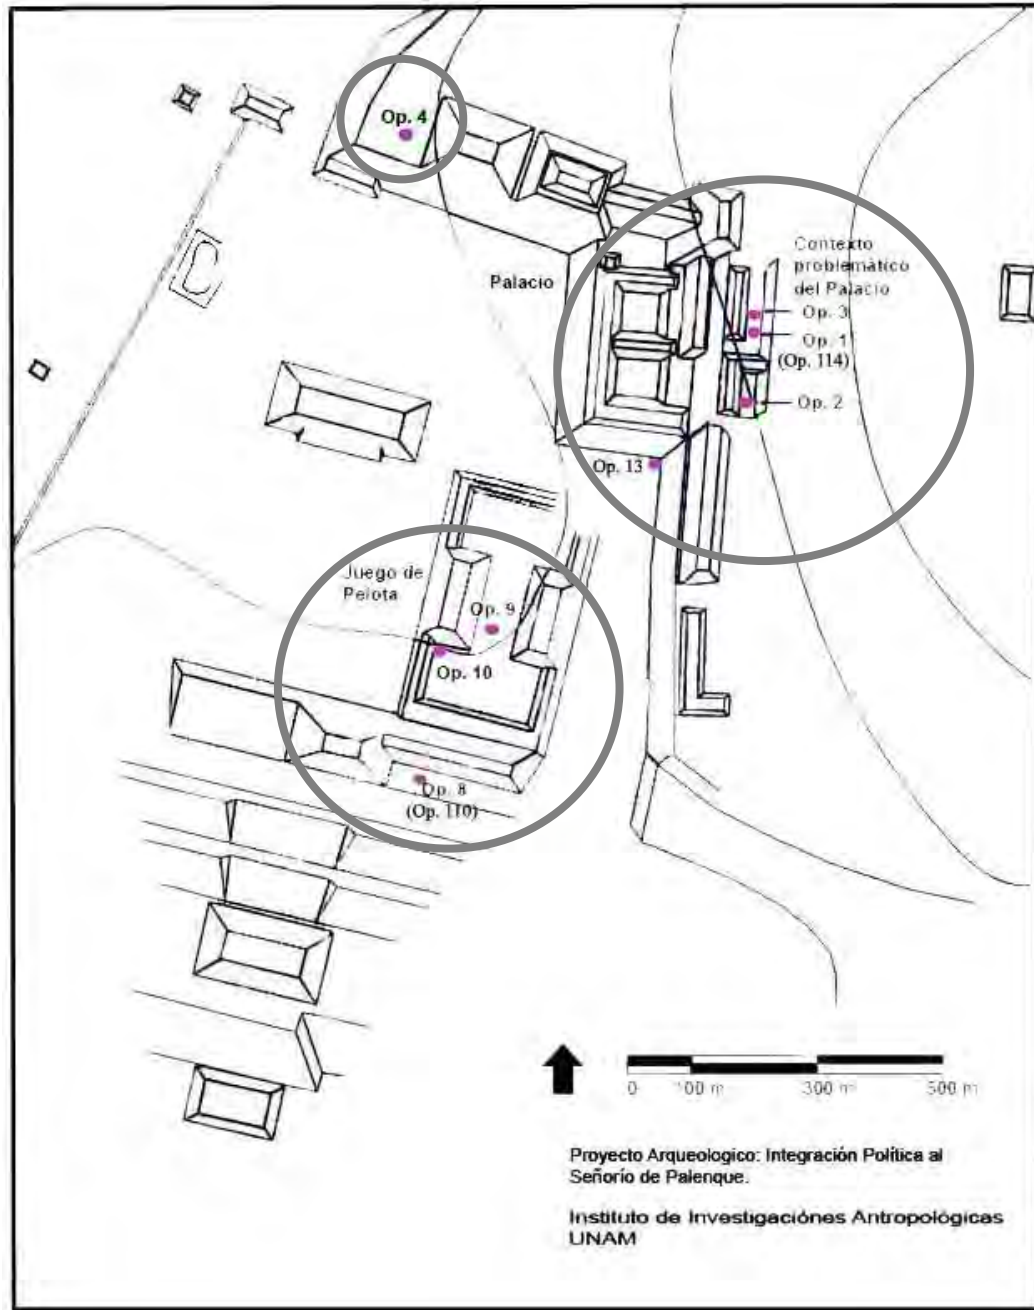 Op. 4
Contexto
problemático
del Palacio
Palacio
Op. 3
Op. 1
(Op. 114)
Op. 2
Op. 13
Juego de
Pelota
Op. 9
Op. 10
Op. 8
(Op. 110)
0 100 m 300 m 500 m
Proyecto Arqueologico: Integración Política al
Señorío de Palenque.
Instituto de Investigaciónes Antropológicas
UNAM